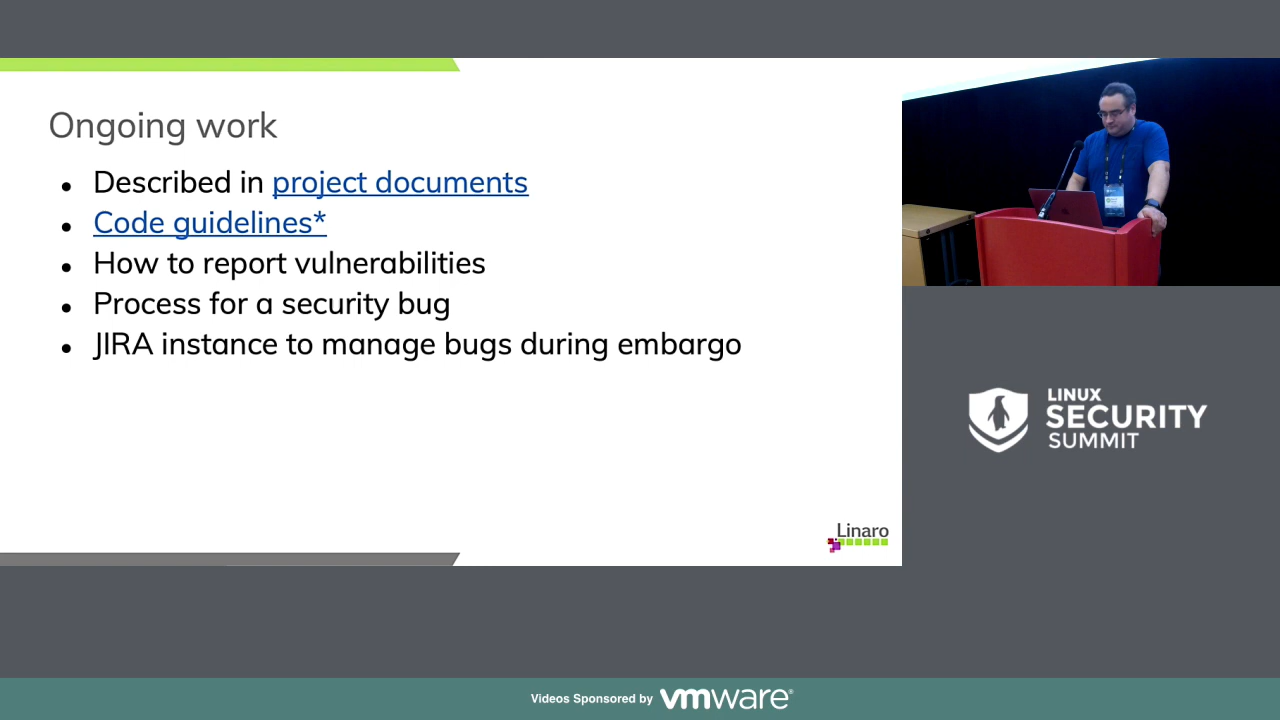 Ongoing work
Described in project documents
Code guidelines*
How to report vulnerabilities
Process for a security bug
JIRA instance to manage bugs during embargo
Linaro
LINUX
SECURITY
SUMMIT
Videos Sponsored by vmware®